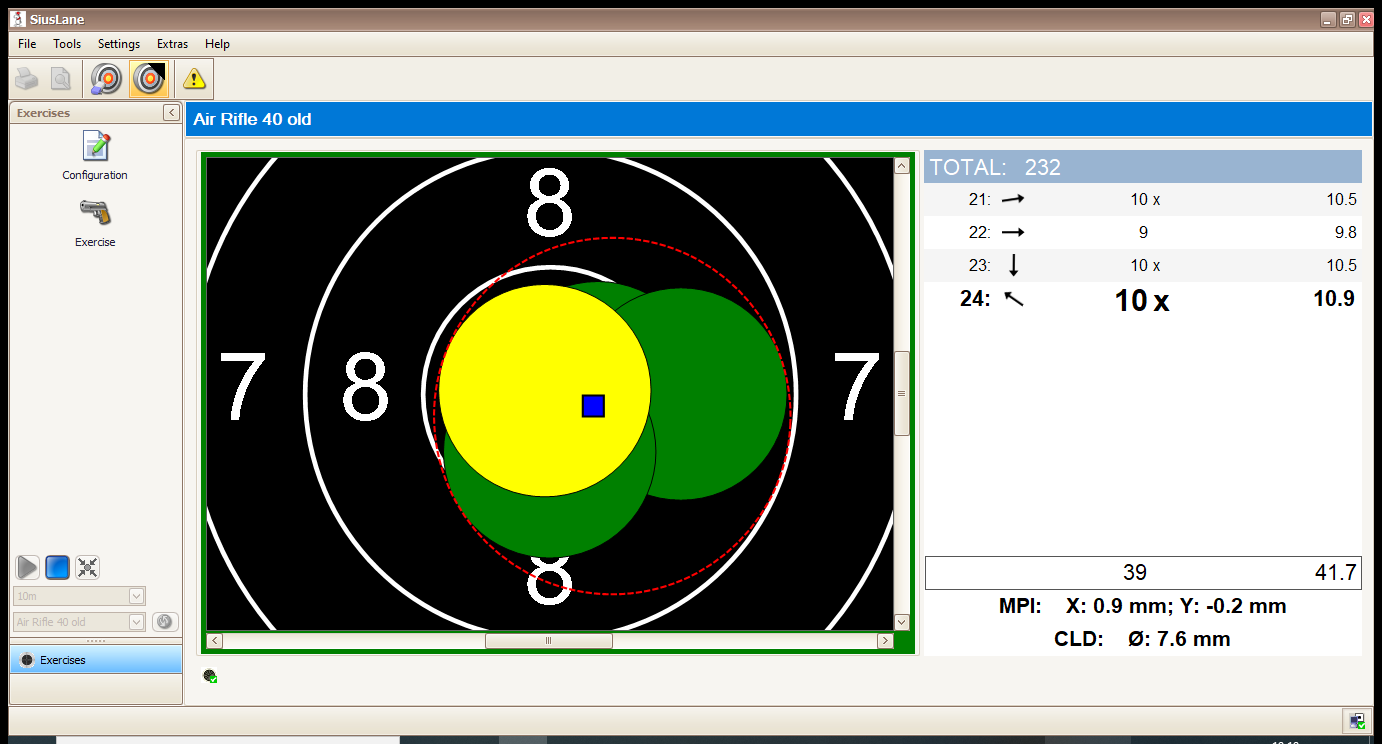 SiusLane
File Tools Settings Extras Help
Exercises
Configuration
Exercise
10m
Air Rifle 40 old
Exercises
Air Rifle 40 old
8
7 8 7
8
TOTAL: 232
21: 10 x 10.5
22: 9 9.8
23: 10 x 10.5
24: 10 x 10.9
39 41.7
MPI: X: 0.9 mm; Y: -0.2 mm
CLD: Ø: 7.6 mm